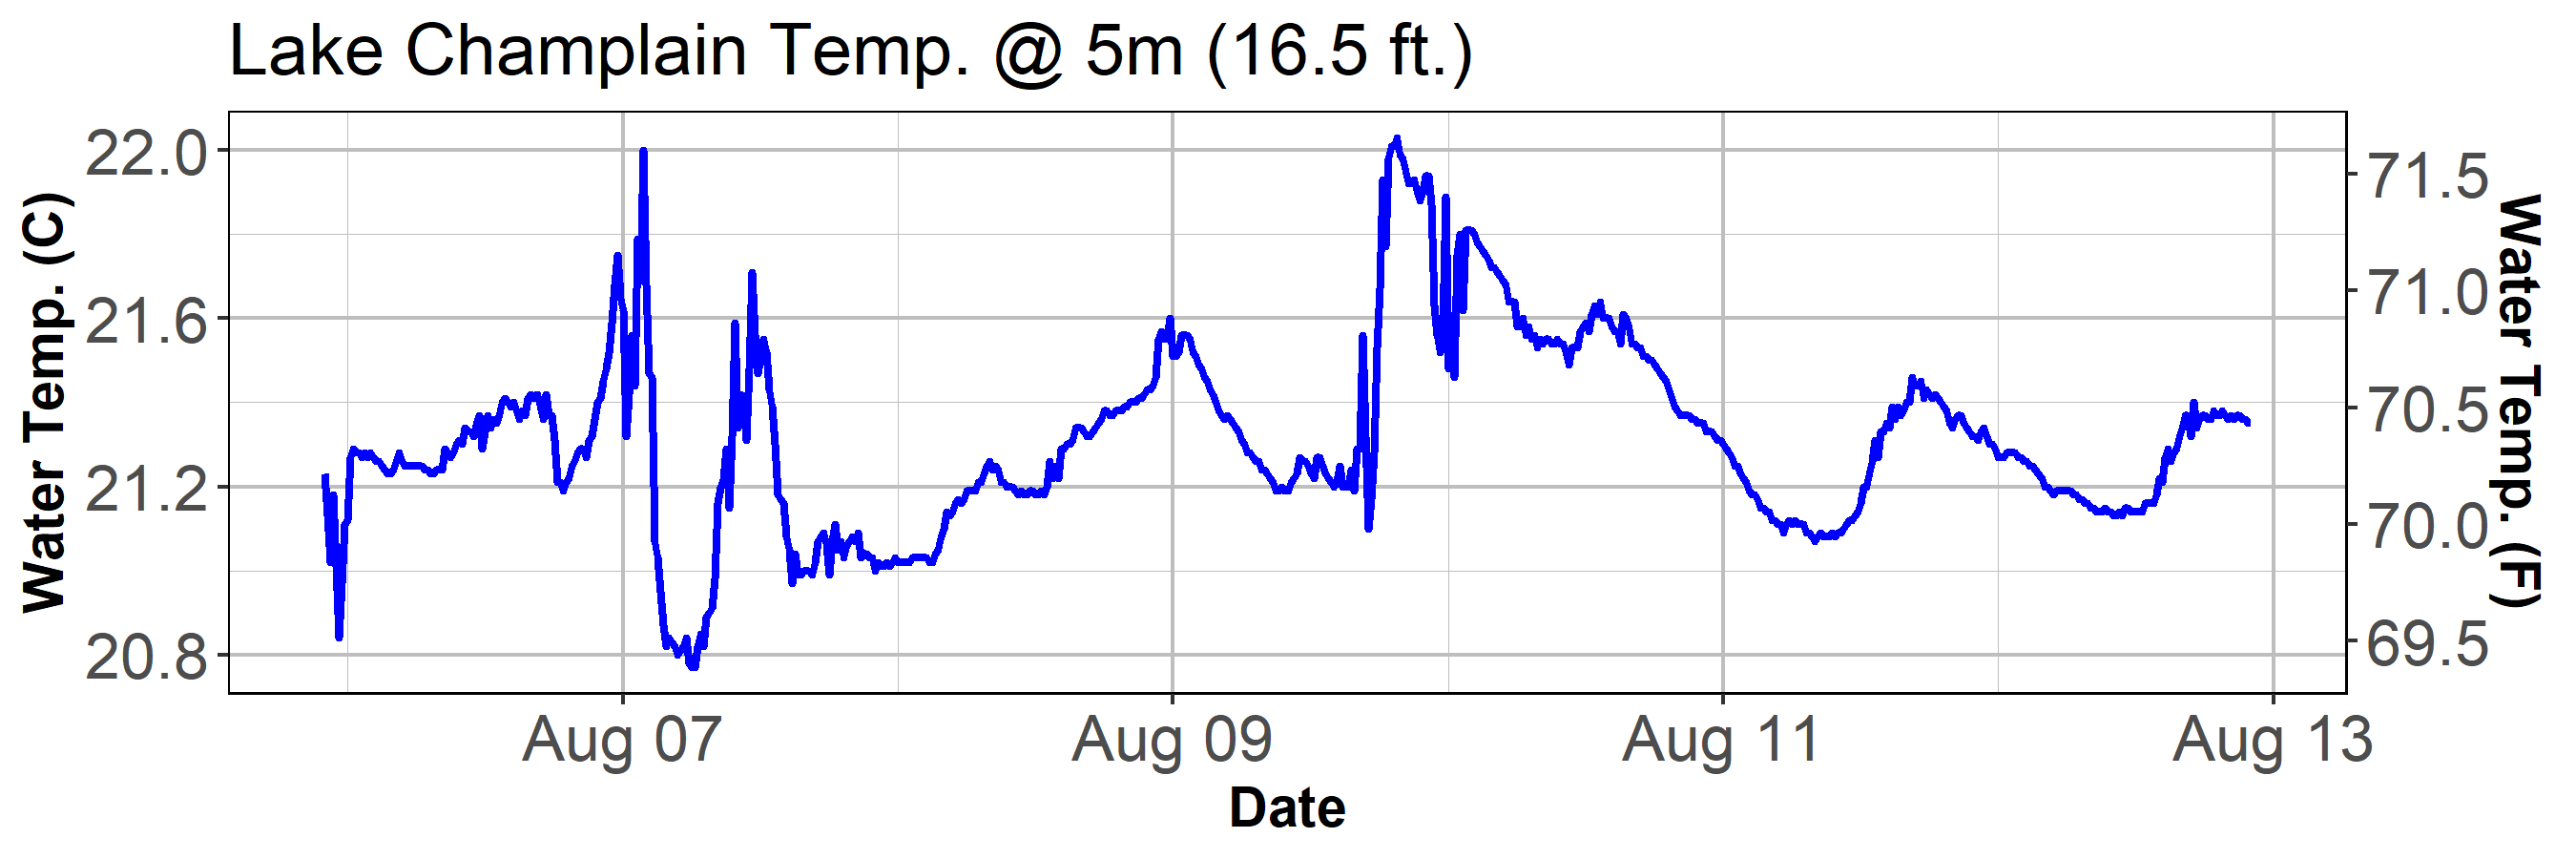 Lake Champlain Temp. @ 5m (16.5 ft.)
Water Temp. (C)
22.0
21.6
21.2
20.8
71.5
71.0
70.5
70.0
69.5
Water Temp. (F)
Aug 07
Aug 09
Aug 11
Aug 13
Date